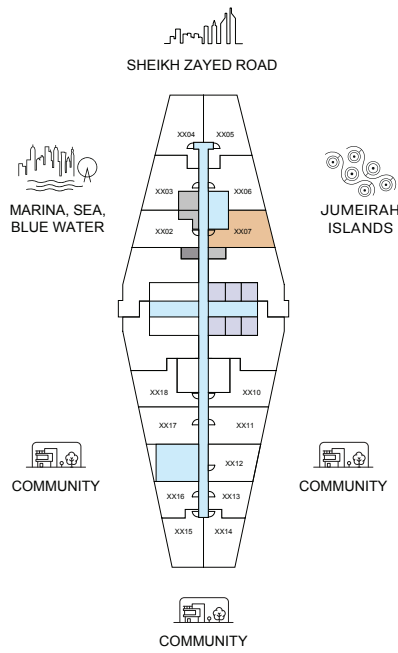 SHEIKH ZAYED ROAD
XX04
XX05
MARINA, SEA,
BLUE WATER
XX03
XX06
JUMEIRAH
ISLANDS
XX02
XX07
XX18
XX10
XX17
XX11
XX12
COMMUNITY
COMMUNITY
XX16
XX13
XX15
XX14
COMMUNITY